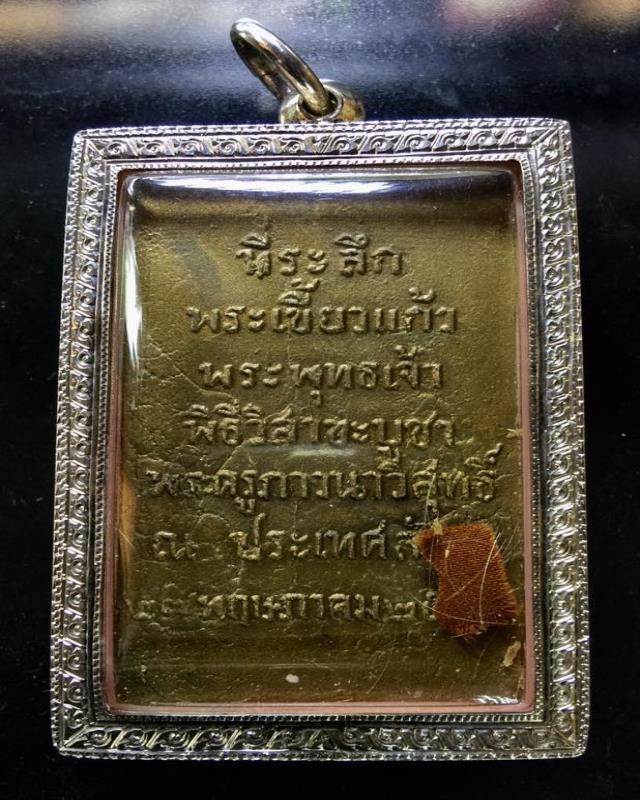 ที่ระลึก
พระเขี้ยวแก้ว
พระพุทธเจ้า
พิธีวิสาขะบูชา
พระครูภาวนาวิสุทธิ์
ณ ประเทศ
๒๗ พฤษภาคม